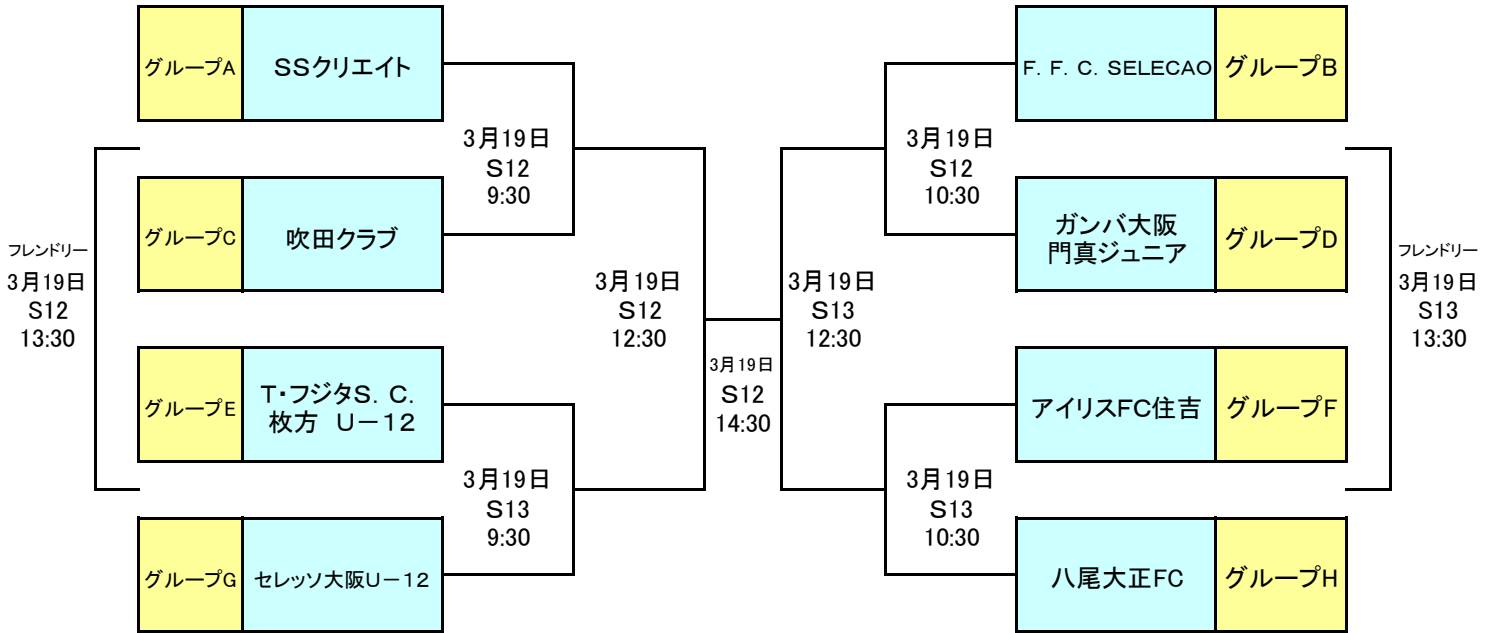 グループA
SSクリエイト
F．F．C．SELECAO
グループB
3月19日
S12
9:30
3月19日
S12
10:30
グループC
吹田クラブ
ガンバ大阪
門真ジュニア
グループD
フレンドリー
3月19日
S12
13:30
3月19日
S12
12:30
3月19日
S13
12:30
フレンドリー
3月19日
S13
13:30
3月19日
S12
14:30
グループE
T・フジタS．C．
枚方　U－12
アイリスFC住吉
グループF
3月19日
S13
9:30
3月19日
S13
10:30
グループG
セレッソ大阪U－12
八尾大正FC
グループH